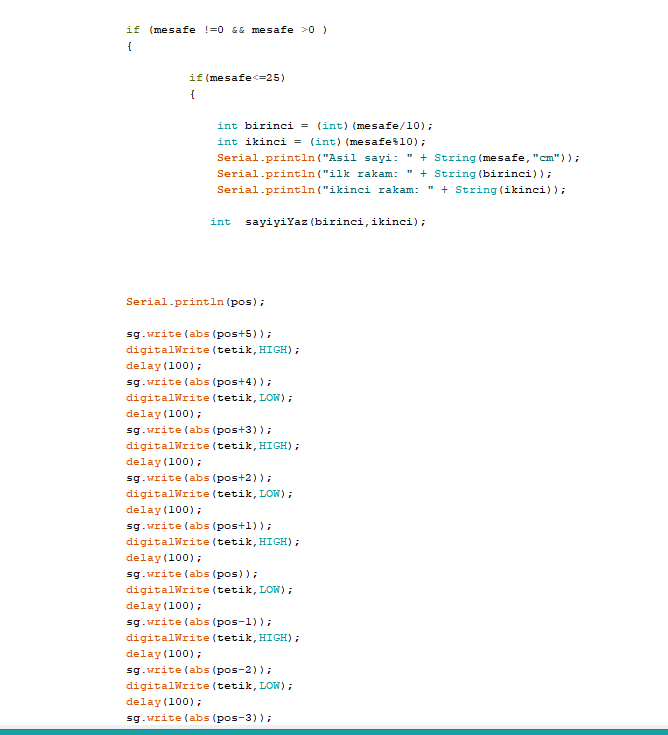 if (mesafe !=0 && mesafe >0 )
{
if(mesafe<=25)
{
int birinci = (int)(mesafe/10);
int ikinci = (int)(mesafe%10);
Serial.println("Asil sayi: " + String(mesafe,"cm"));
Serial.println("ilk rakam: " + String(birinci));
Serial.println("ikinci rakam: " + String(ikinci));
int  sayiyiYaz(birinci,ikinci);
Serial.println(pos);
sg.write(abs(pos+5));
digitalWrite(tetik,HIGH);
delay(100);
sg.write(abs(pos+4));
digitalWrite(tetik,LOW);
delay(100);
sg.write(abs(pos+3));
digitalWrite(tetik,HIGH);
delay(100);
sg.write(abs(pos+2));
digitalWrite(tetik,LOW);
delay(100);
sg.write(abs(pos+1));
digitalWrite(tetik,HIGH);
delay(100);
sg.write(abs(pos));
digitalWrite(tetik,LOW);
delay(100);
sg.write(abs(pos-1));
digitalWrite(tetik,HIGH);
delay(100);
sg.write(abs(pos-2));
digitalWrite(tetik,LOW);
delay(100);
sg.write(abs(pos-3));